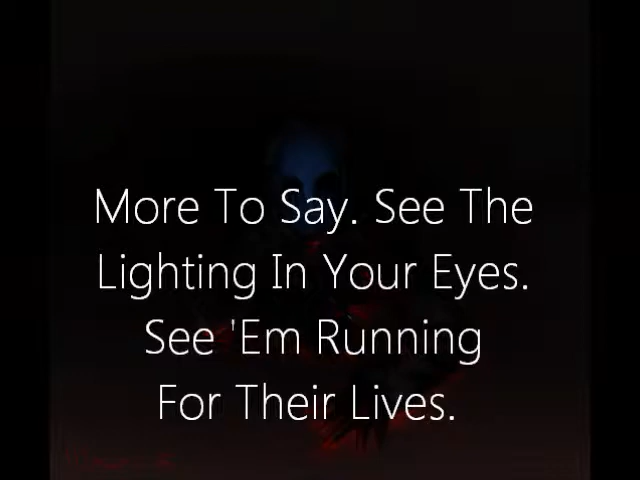 More To Say. See The
Lighting In Your Eyes.
See 'Em Running
For Their Lives.